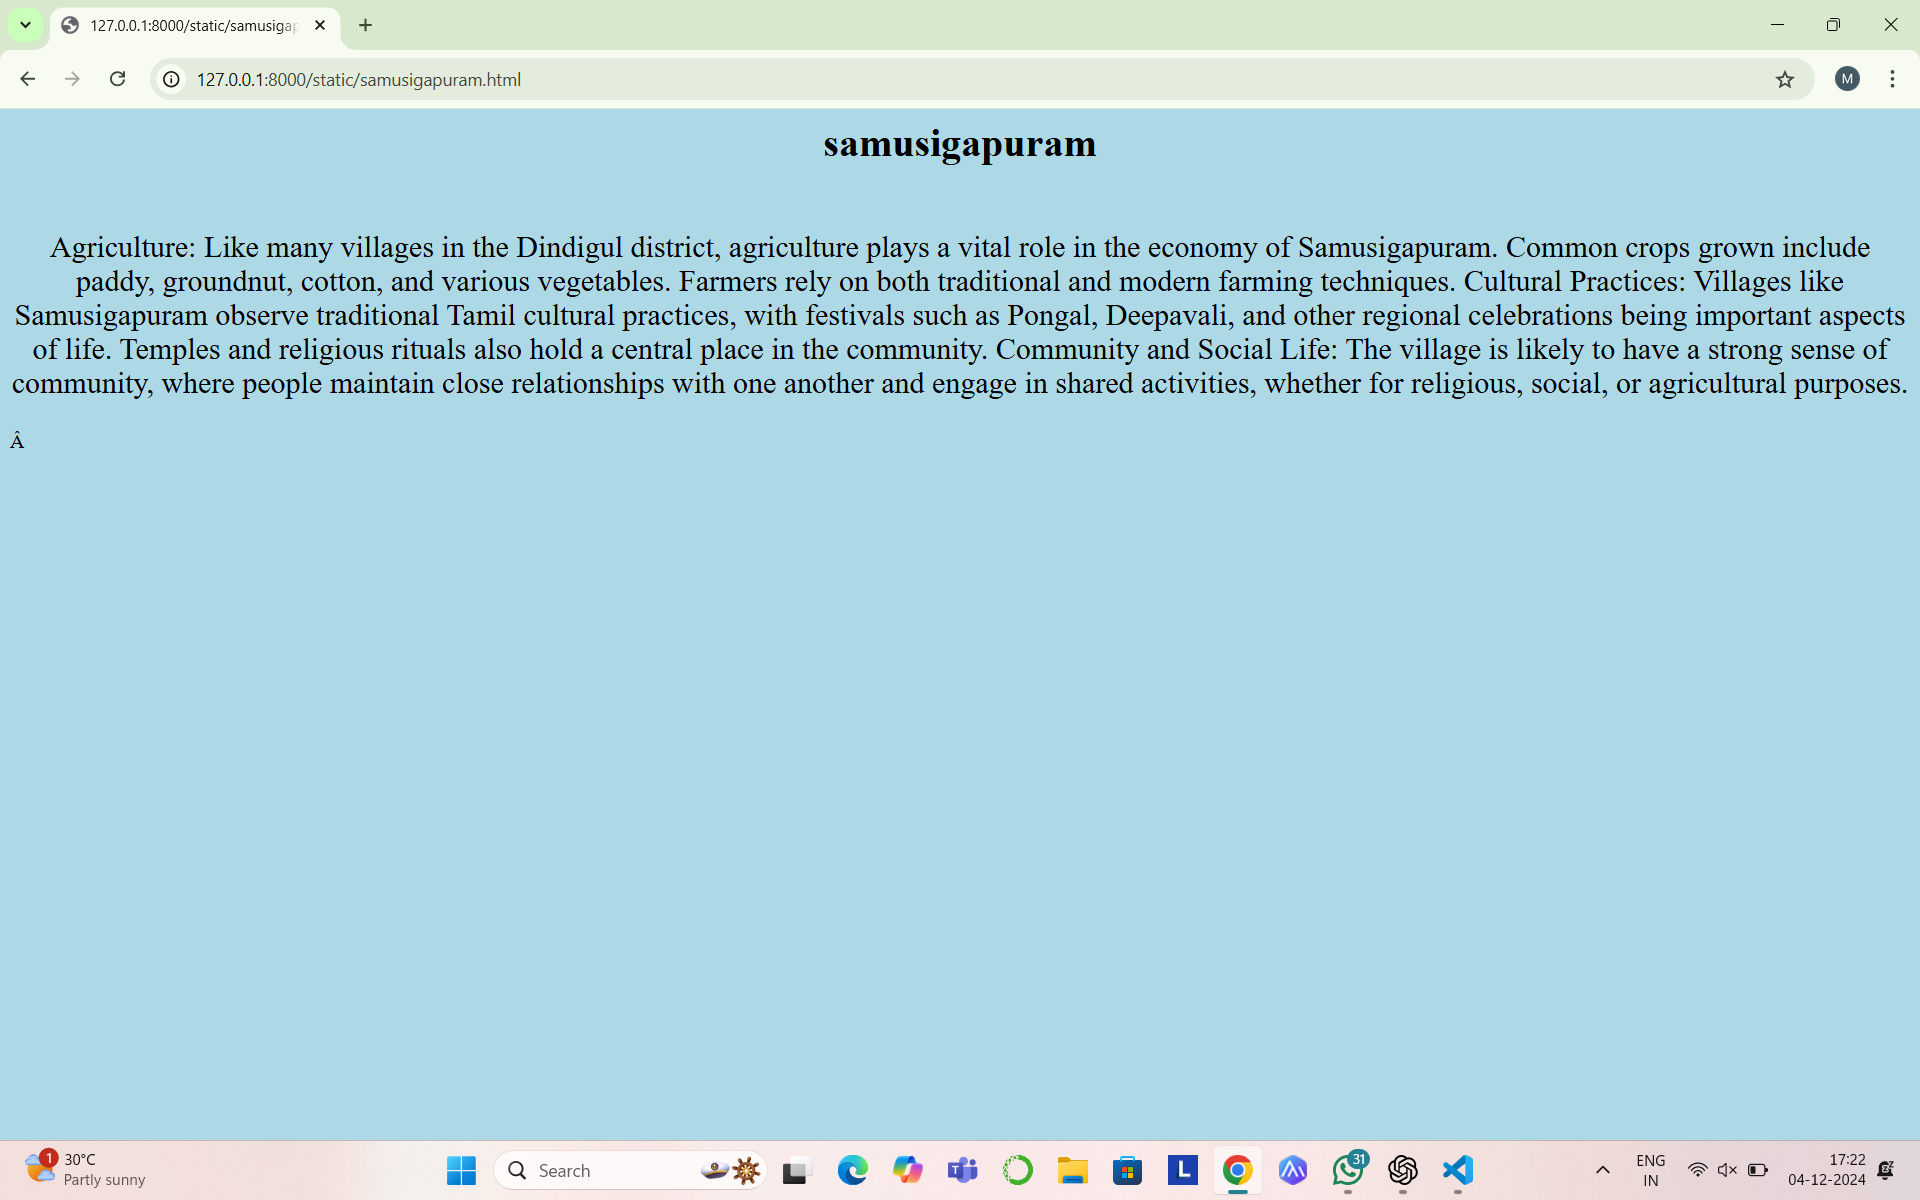 127.0.0.1:8000/static/samusigap
127.0.0.1:8000/static/samusigapuram.html
M
samusigapuram
Agriculture: Like many villages in the Dindigul district, agriculture plays a vital role in the economy of Samusigapuram. Common crops grown include
paddy, groundnut, cotton, and various vegetables. Farmers rely on both traditional and modern farming techniques. Cultural Practices: Villages like
Samusigapuram observe traditional Tamil cultural practices, with festivals such as Pongal, Deepavali, and other regional celebrations being important aspects
of life. Temples and religious rituals also hold a central place in the community. Community and Social Life: The village is likely to have a strong sense of
community, where people maintain close relationships with one another and engage in shared activities, whether for religious, social, or agricultural purposes.
Â
1
30°C
Partly sunny
Search
L
31
ENG
IN
17:22
04-12-2024